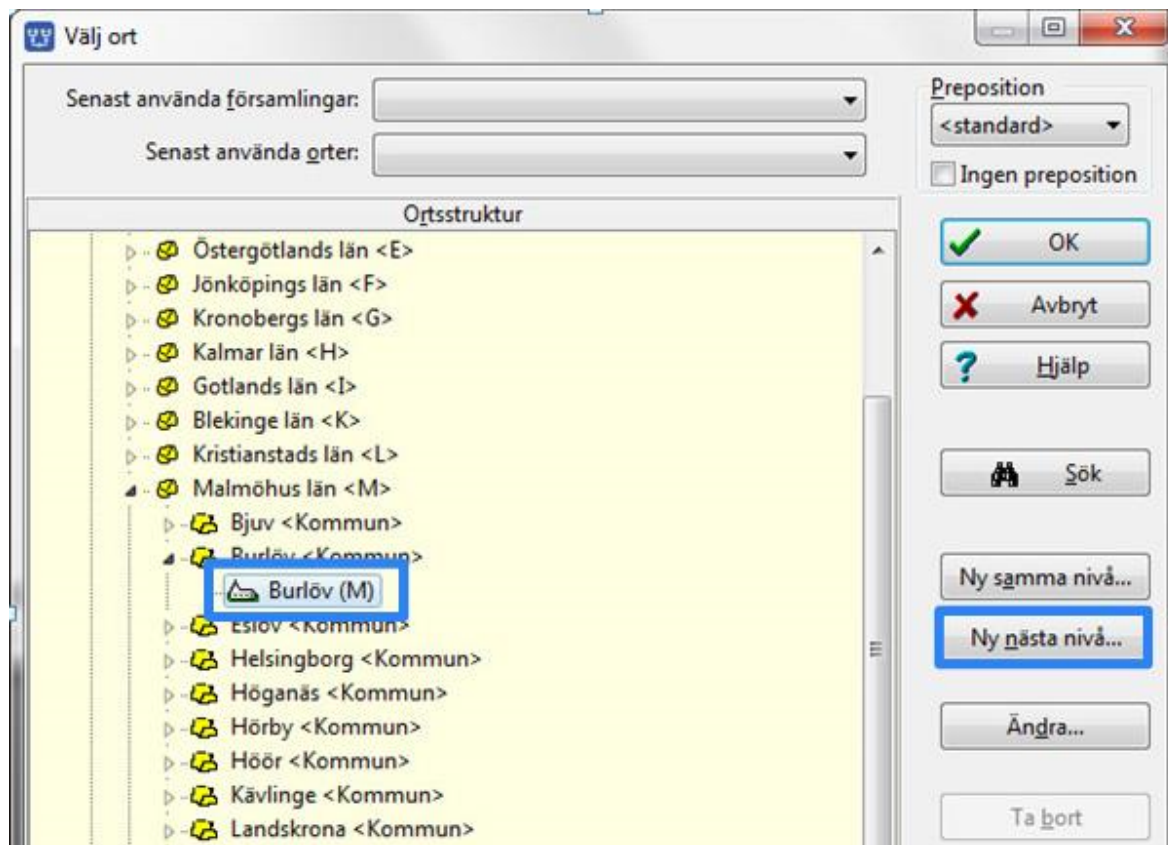 Välj ort
Senast använda församlingar:
Senast använda orter:
Preposition
<standard>
Ingen preposition
Ortsstruktur
Östergötlands län <E>
Jönköpings län <F>
Kronobergs län <G>
Kalmar län <H>
Gotlands län <I>
Blekinge län <K>
Kristianstads län <L>
Malmöhus län <M>
Bjuv <Kommun>
Burlöv <Kommun>
Burlöv (M)
Eslöv <Kommun>
Helsingborg <Kommun>
Höganäs <Kommun>
Hörby <Kommun>
Höör <Kommun>
Kävlinge <Kommun>
Landskrona <Kommun>
OK
Avbryt
Hjälp
Sök
Ny samma nivå...
Ny nästa nivå...
Ändra...
Ta bort